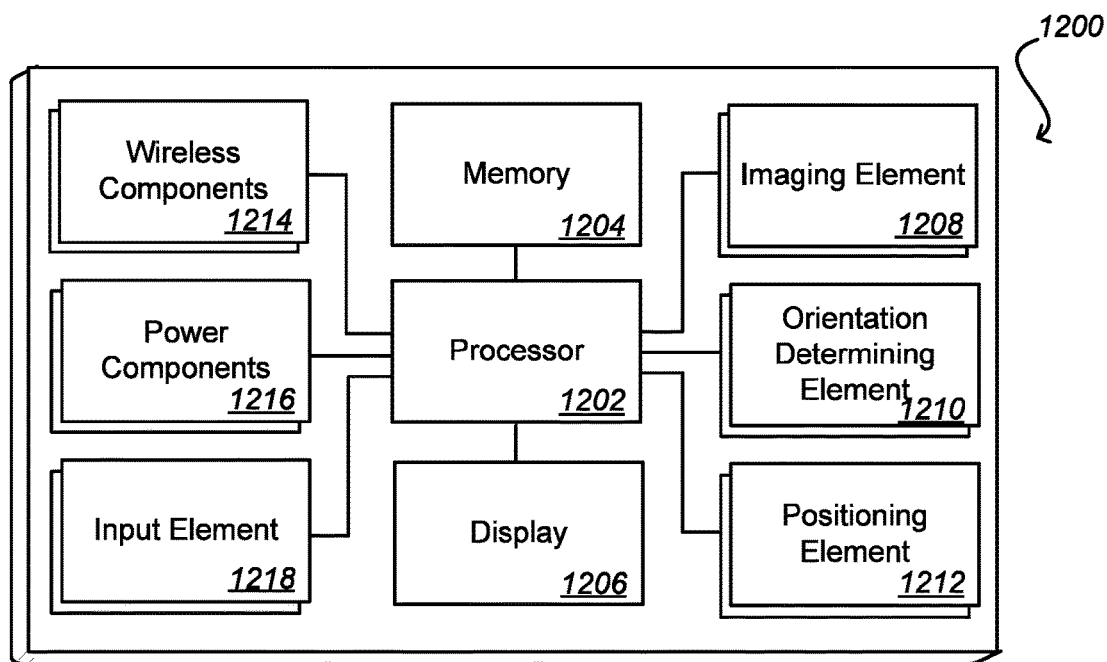 1200
Wireless
Components
1214
Memory
1204
Imaging Element
1208
Power
Components
1216
Processor
1202
Orientation
Determining
Element
1210
Input Element
1218
Display
1206
Positioning
Element
1212